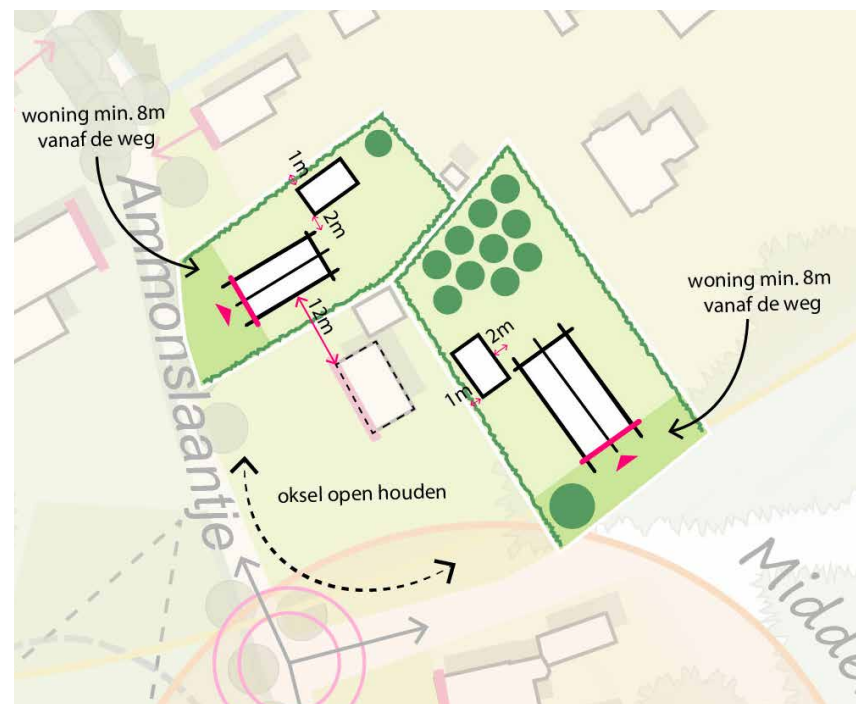 woning min. 8m
vanaf de weg
1m
2m
12m
Ammonslaantje
woning min. 8m
vanaf de weg
2m
1m
oksel open houden
Midde